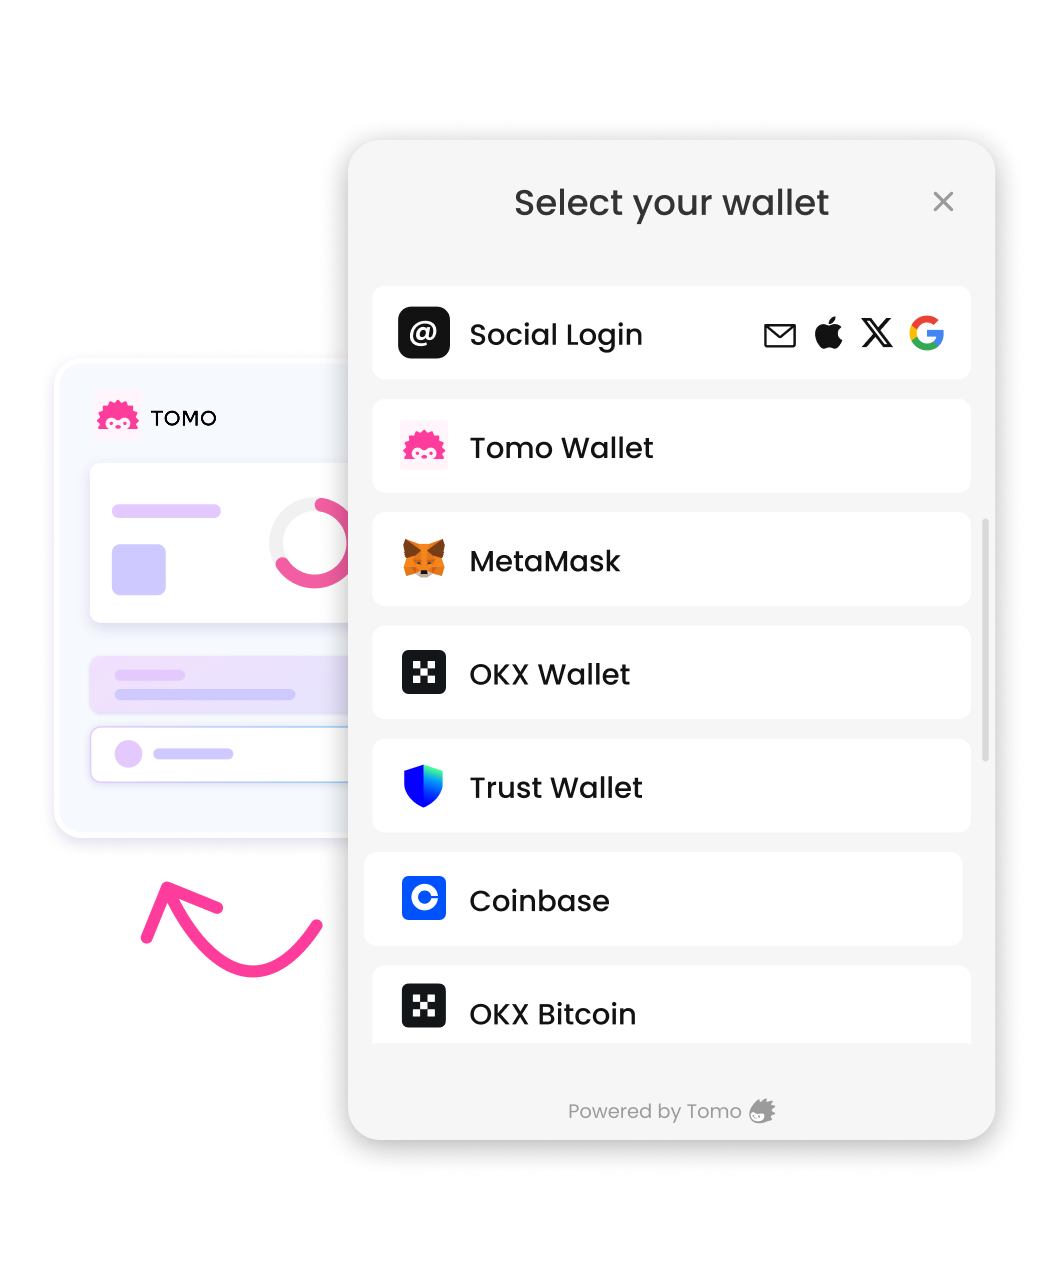 Select your wallet
@ Social Login
TOMO
Tomo Wallet
MetaMask
OKX Wallet
Trust Wallet
Coinbase
OKX Bitcoin
Powered by Tomo